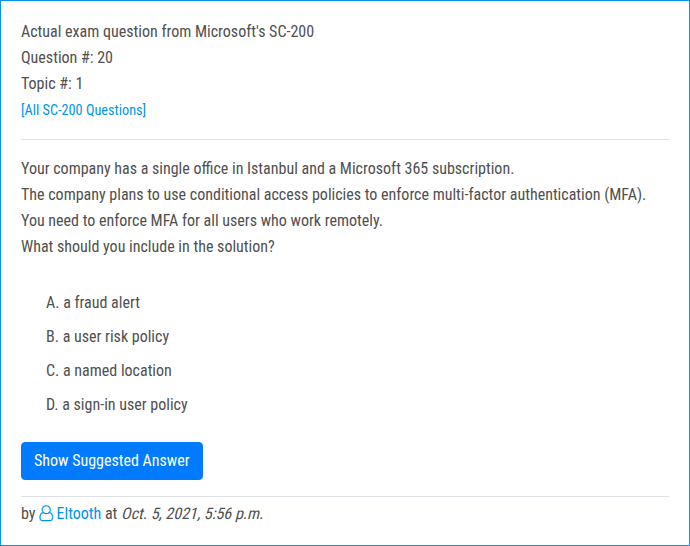 Actual exam question from Microsoft's SC-200
Question #: 20
Topic #: 1
[All SC-200 Questions]
Your company has a single office in Istanbul and a Microsoft 365 subscription.
The company plans to use conditional access policies to enforce multi-factor authentication (MFA).
You need to enforce MFA for all users who work remotely.
What should you include in the solution?
A. a fraud alert
B. a user risk policy
C. a named location
D. a sign-in user policy
Show Suggested Answer
by Eltooth at Oct. 5, 2021, 5:56 p.m.